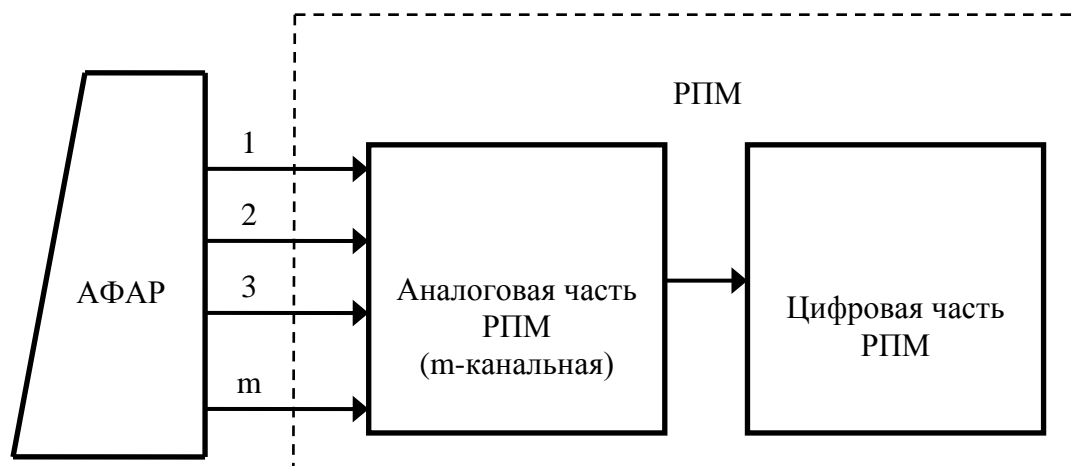 РПМ
1
2
3
m
АФАР
Аналоговая часть
РПМ
(m-канальная)
Цифровая часть
РПМ